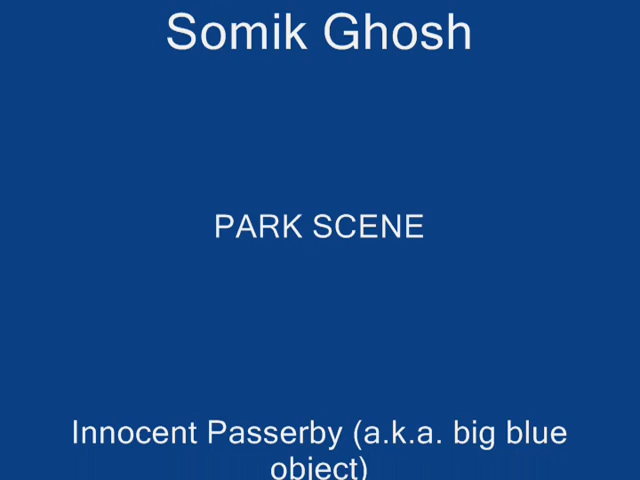 Somik Ghosh
PARK SCENE
Innocent Passerby (a.k.a. big blue
object)